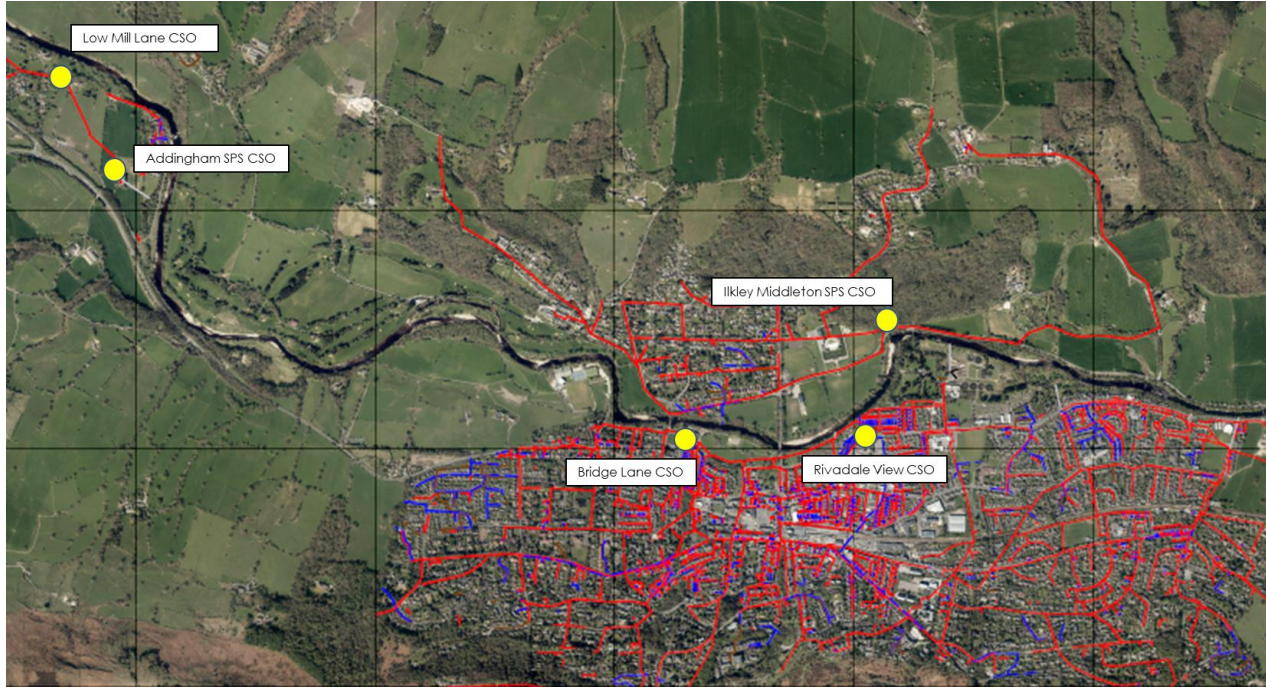 Low Mill Lane CSO
Addingham SPS CSO
Ilkley Middleton SPS CSO
Bridge Lane CSO
Rivadale View CSO